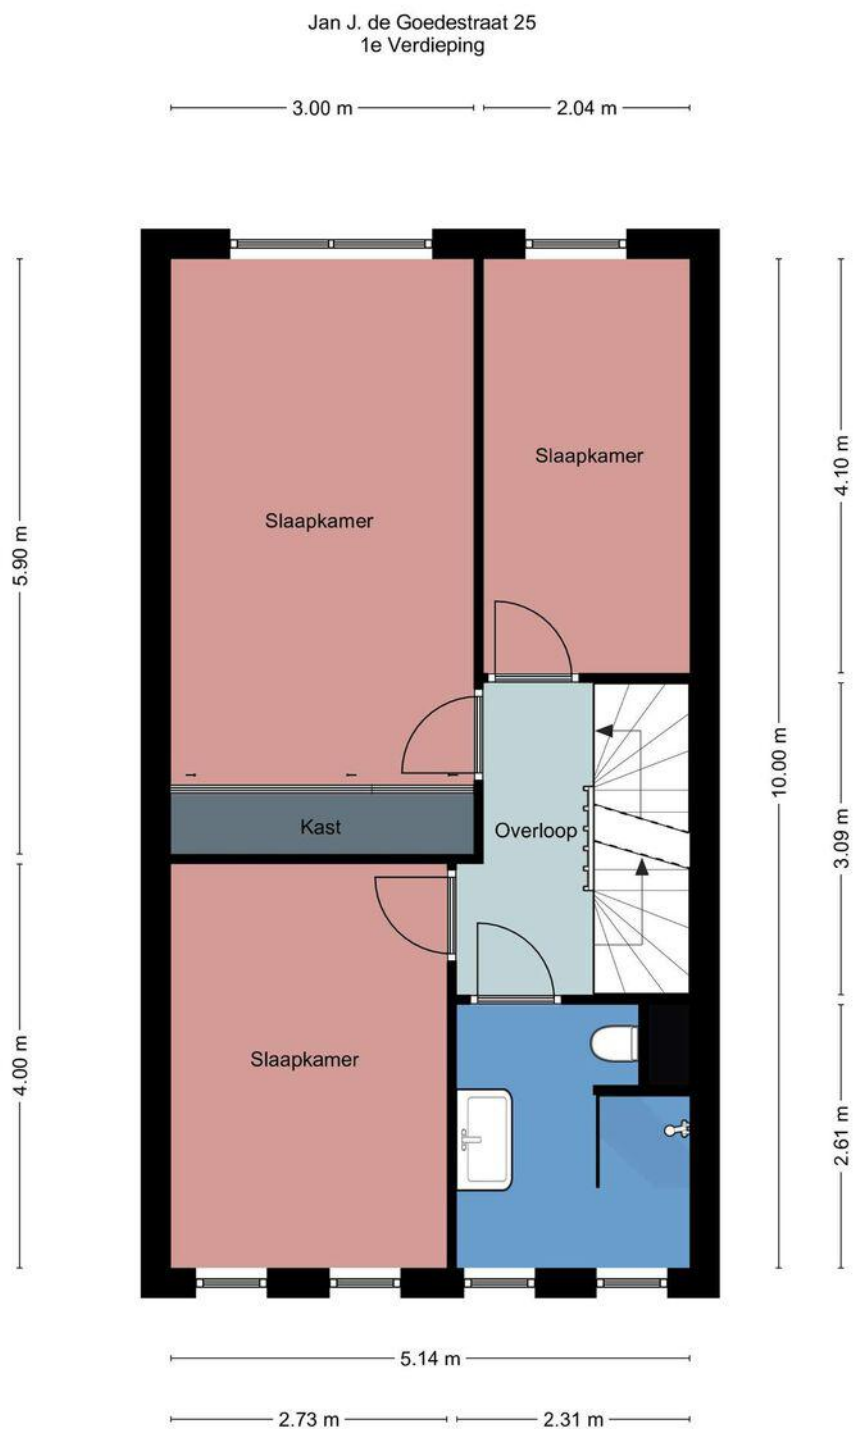 Jan J. de Goedestraat 25
1e Verdieping
3.00 m
2.04 m
Slaapkamer
Slaapkamer
5.90 m
4.10 m
10.00 m
Kast
Overloop
3.09 m
Slaapkamer
4.00 m
2.61 m
5.14 m
2.73 m
2.31 m